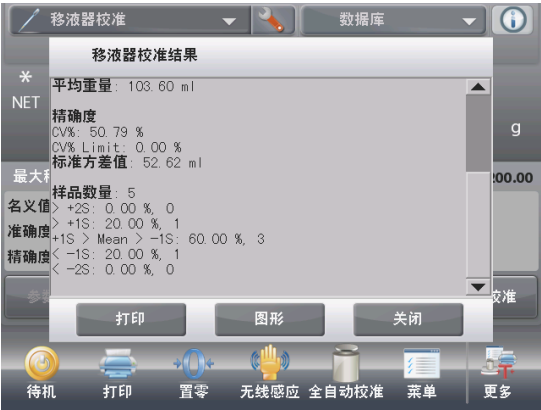 移液器校准
数据库
移液器校准结果
*
NET
g
平均重量: 103.60 ml
精确度
CV%: 50.79 %
CV% Limit: 0.00 %
标准方差值: 52.62 ml
最大
200.00
样品数量: 5
> +2S: 0.00 %, 0
> +1S: 20.00 %, 1
+1S > Mean > -1S: 60.00 %, 3
< -1S: 20.00 %, 1
< -2S: 0.00 %, 0
名义值
准确度
精确度
校准
打印
图形
关闭
待机
打印
置零
无线感应
全自动校准
菜单
更多